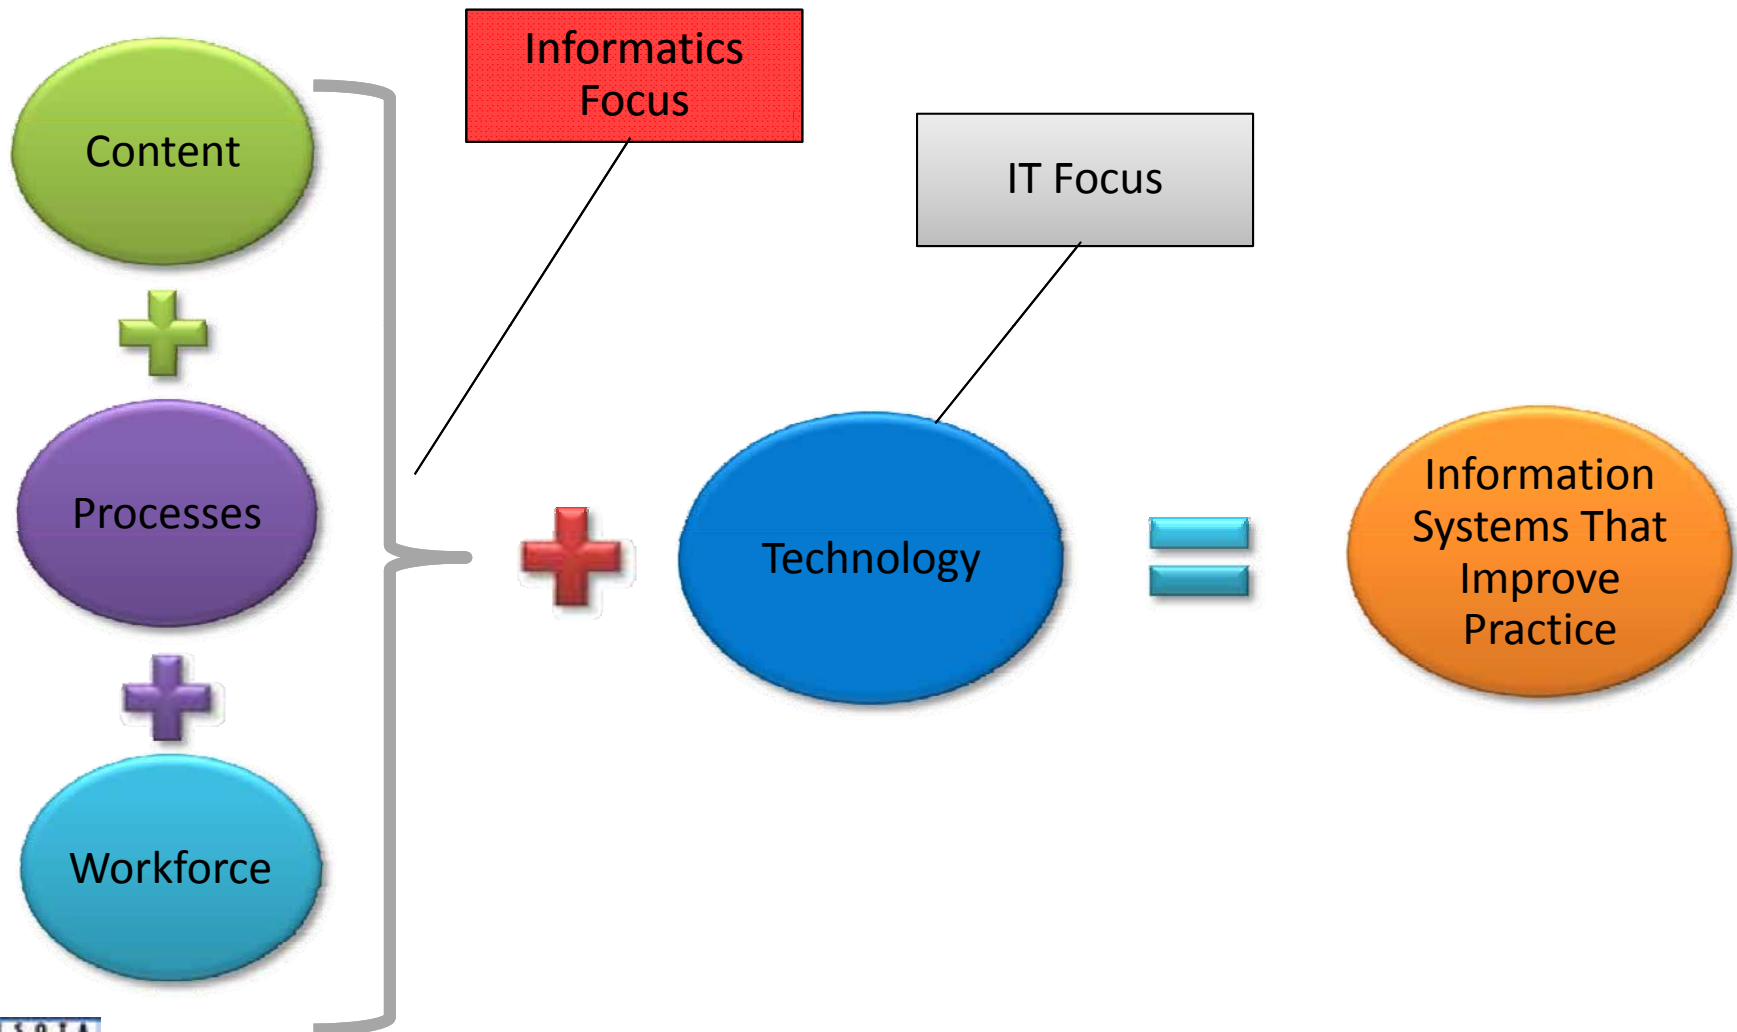 Informatics
Focus
Content
IT Focus
Processes
Technology
Information
Systems That
Improve
Practice
Workforce